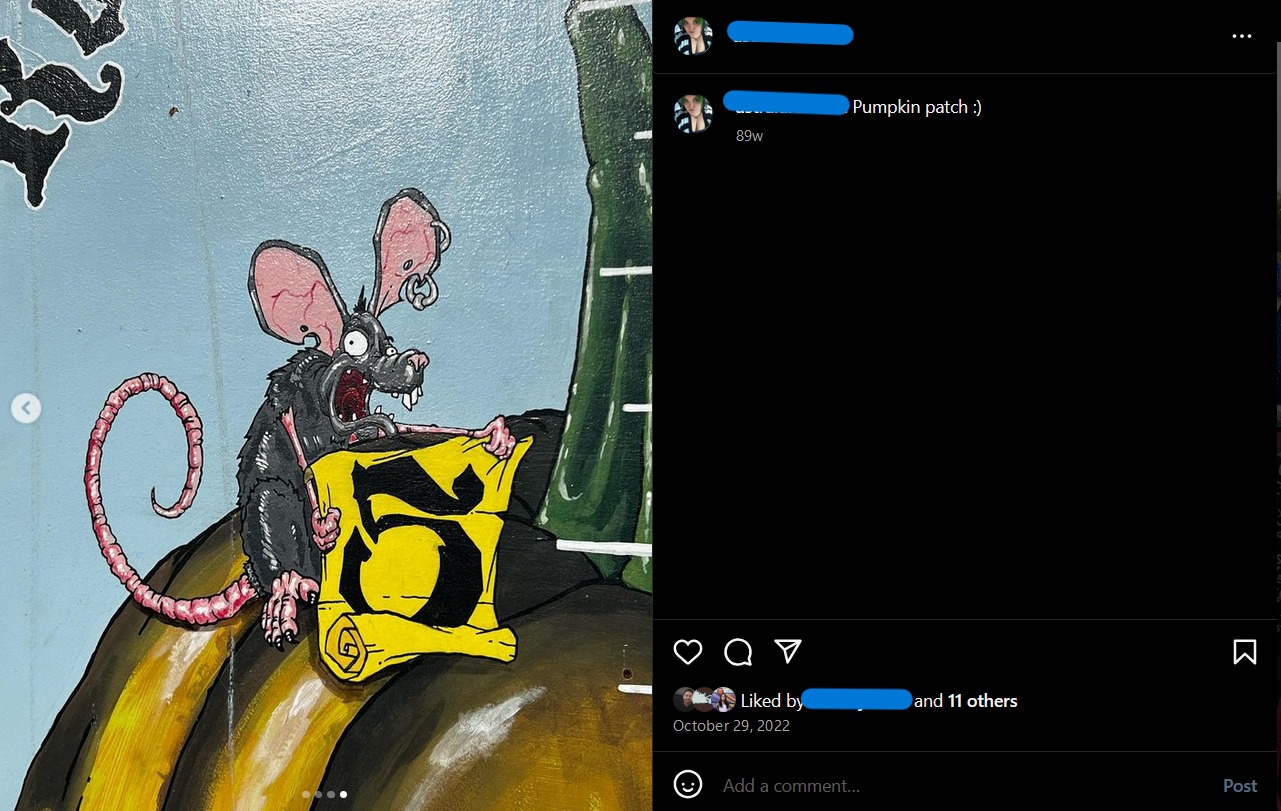 5
Pumpkin patch :)
89w
Liked by
and 11 others
October 29, 2022
Add a comment...
Post